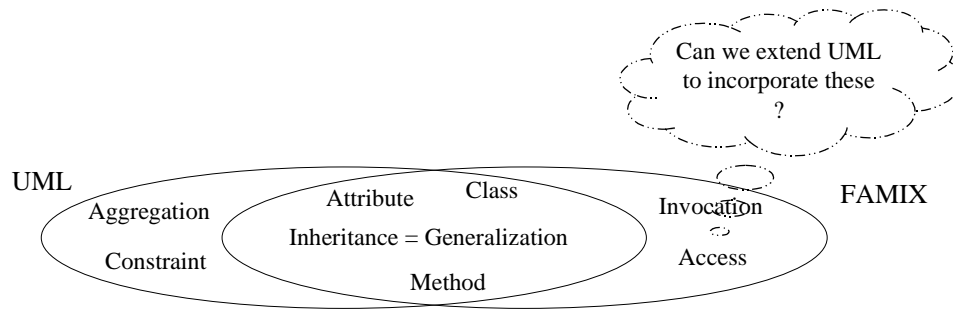 Can we extend UML
to incorporate these
?
UML
FAMIX
Attribute
Class
Invocation
Aggregation
Inheritance = Generalization
Constraint
Access
Method